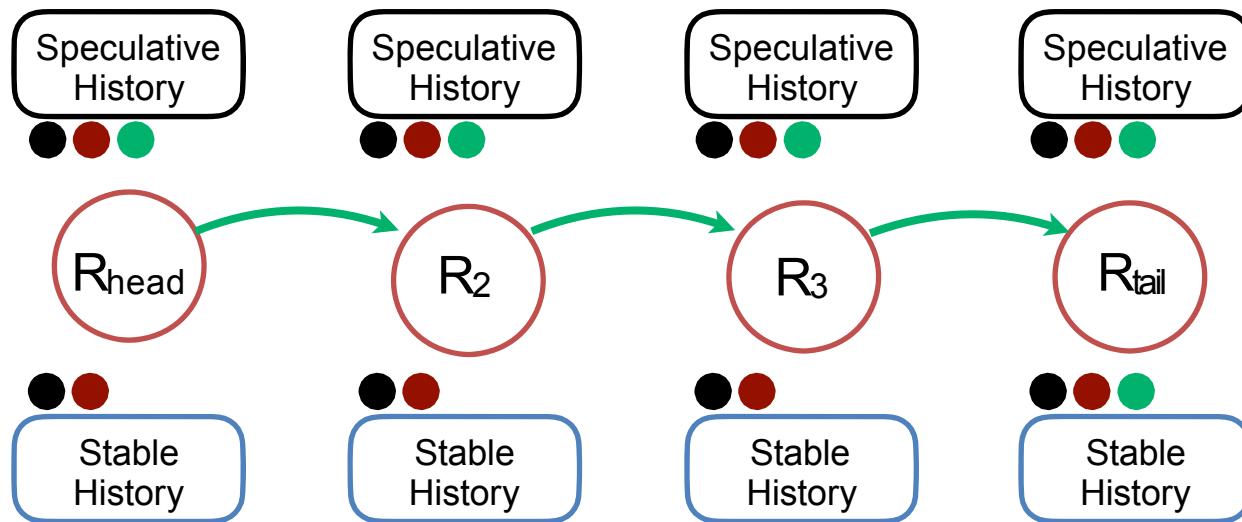 Speculative
History
Speculative
History
Speculative
History
Speculative
History
Rhead
R2
R3
Rtail
Stable
History
Stable
History
Stable
History
Stable
History